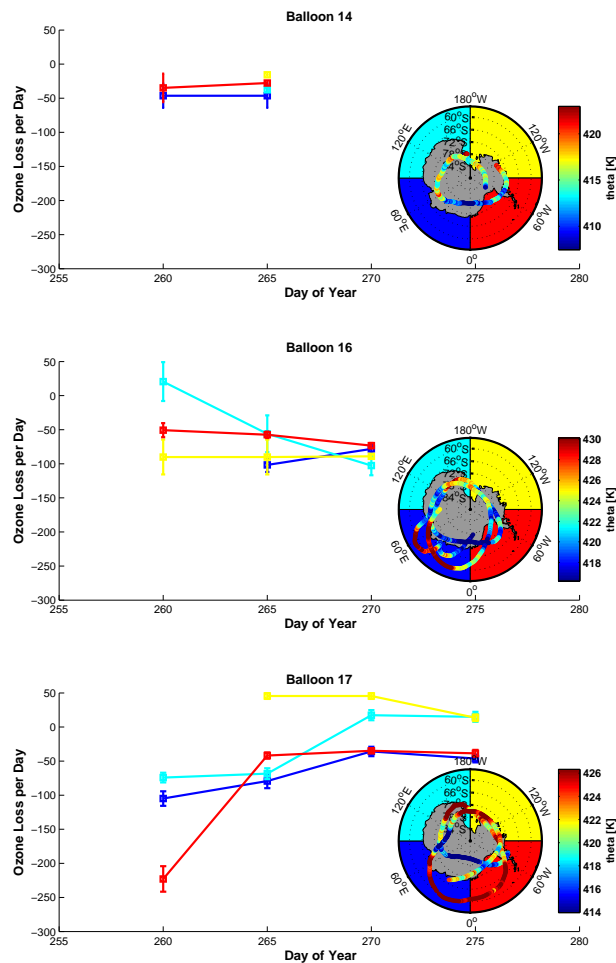 Balloon 14
50
0
−50
−100
−150
−200
−250
−300
255 260 265 270 275 280
Ozone Loss per Day
Day of Year
180°W
120°E 60°S 120°W
66°S
72°S
78°S
84°S
60°E 60°W
0°
420
415
410
theta [K]
Balloon 16
50
0
−50
−100
−150
−200
−250
−300
255 260 265 270 275 280
Ozone Loss per Day
Day of Year
180°W
120°E 60°S 120°W
66°S
72°S
84°S
60°E 60°W
0°
430
428
426
424
422
420
418
theta [K]
Balloon 17
50
0
−50
−100
−150
−200
−250
−300
255 260 265 270 275 280
Ozone Loss per Day
Day of Year
180°W
120°E 60°S 120°W
66°S
60°E 60°W
0°
426
424
422
420
418
416
414
theta [K]